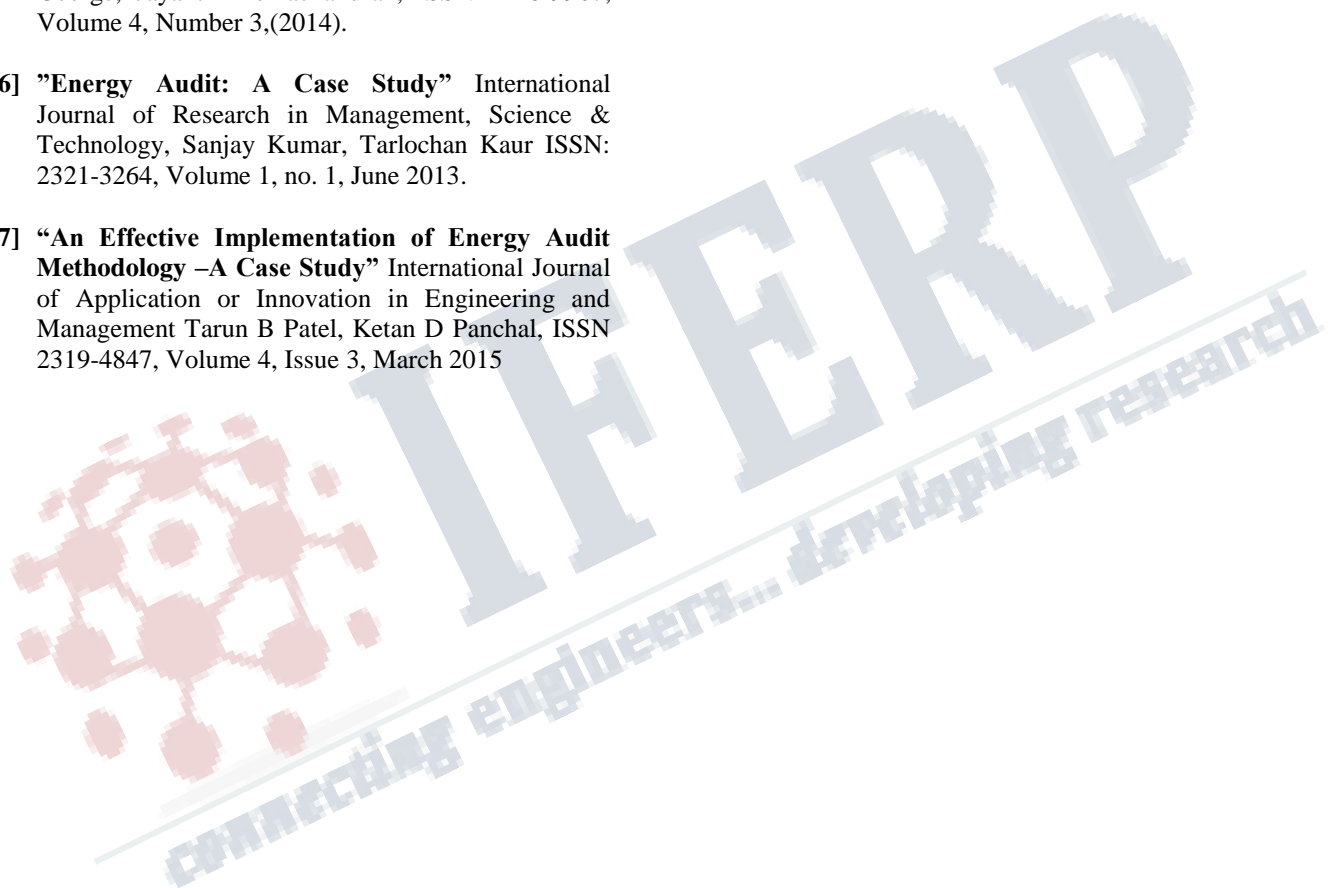 Volume 4, Number 3,(2014).
6] ”Energy Audit: A Case Study” International
Journal of Research in Management, Science &
Technology, Sanjay Kumar, Tarlochan Kaur ISSN:
2321-3264, Volume 1, no. 1, June 2013.
7] “An Effective Implementation of Energy Audit
Methodology –A Case Study” International Journal
of Application or Innovation in Engineering and
Management Tarun B Patel, Ketan D Panchal, ISSN
2319-4847, Volume 4, Issue 3, March 2015
IFERP
connecting engineers... developing research